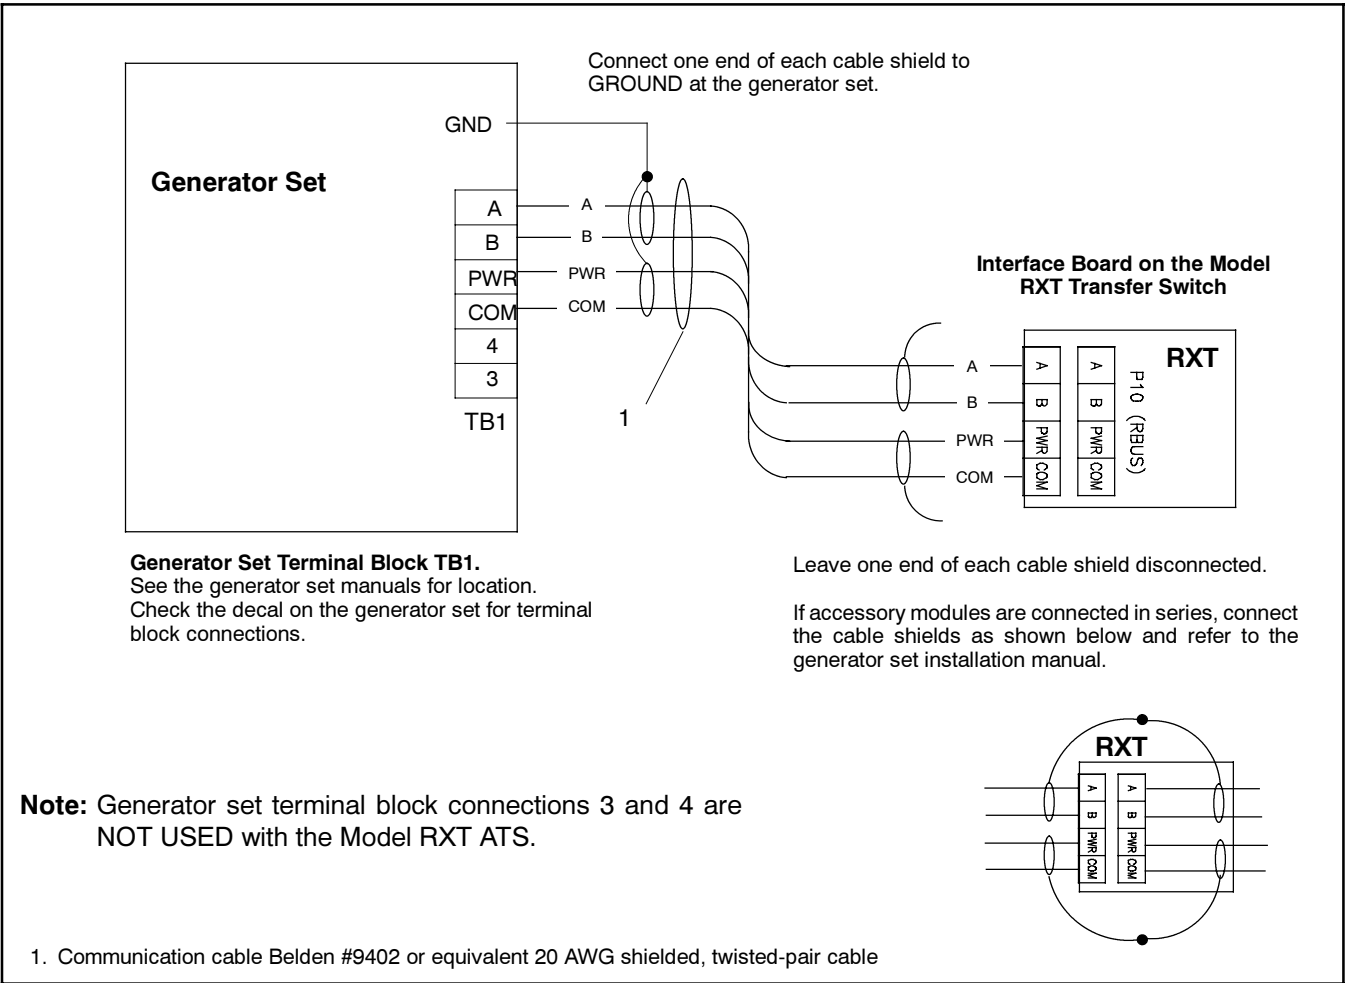 Connect one end of each cable shield to
GROUND at the generator set.
GND
Generator Set
A
B
PWR
COM
4
3
TB1
A
B
PWR
COM
1
Interface Board on the Model
RXT Transfer Switch
A
B
PWR
COM
A
B
PWR
COM
A
B
PWR
COM
P10 (RBUS)
RXT
Generator Set Terminal Block TB1.
See the generator set manuals for location.
Check the decal on the generator set for terminal
block connections.
Leave one end of each cable shield disconnected.
If accessory modules are connected in series, connect
the cable shields as shown below and refer to the
generator set installation manual.
RXT
A
B
PWR
COM
A
B
PWR
COM
Note: Generator set terminal block connections 3 and 4 are
NOT USED with the Model RXT ATS.
1. Communication cable Belden #9402 or equivalent 20 AWG shielded, twisted-pair cable